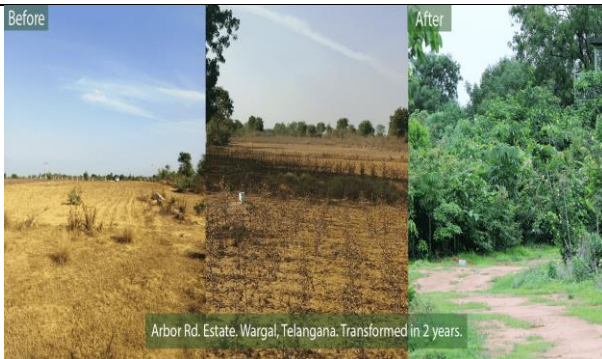 Before
After
Arbor Rd. Estate. Wargal, Telangana. Transformed in 2 years.